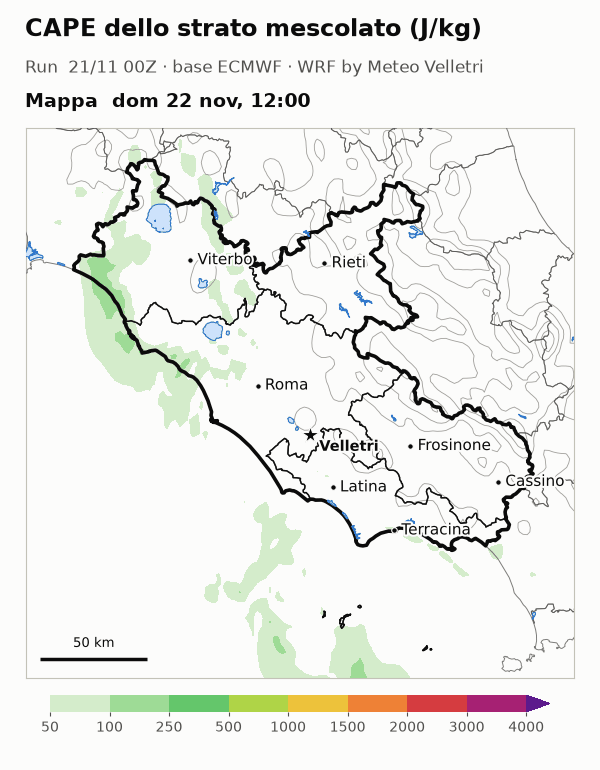 CAPE dello strato mescolato (J/kg)
Run  21/11 00Z · base ECMWF · WRF by Meteo Velletri
Mappa  dom 22 nov, 12:00
Viterbo
Rieti
Roma
Velletri
Frosinone
Cassino
Latina
Terracina
50 km
50 100 250 500 1000 1500 2000 3000 4000